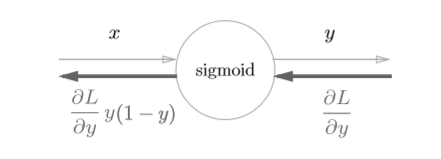 x
y
sigmoid
∂L/∂y y(1 − y)
∂L/∂y